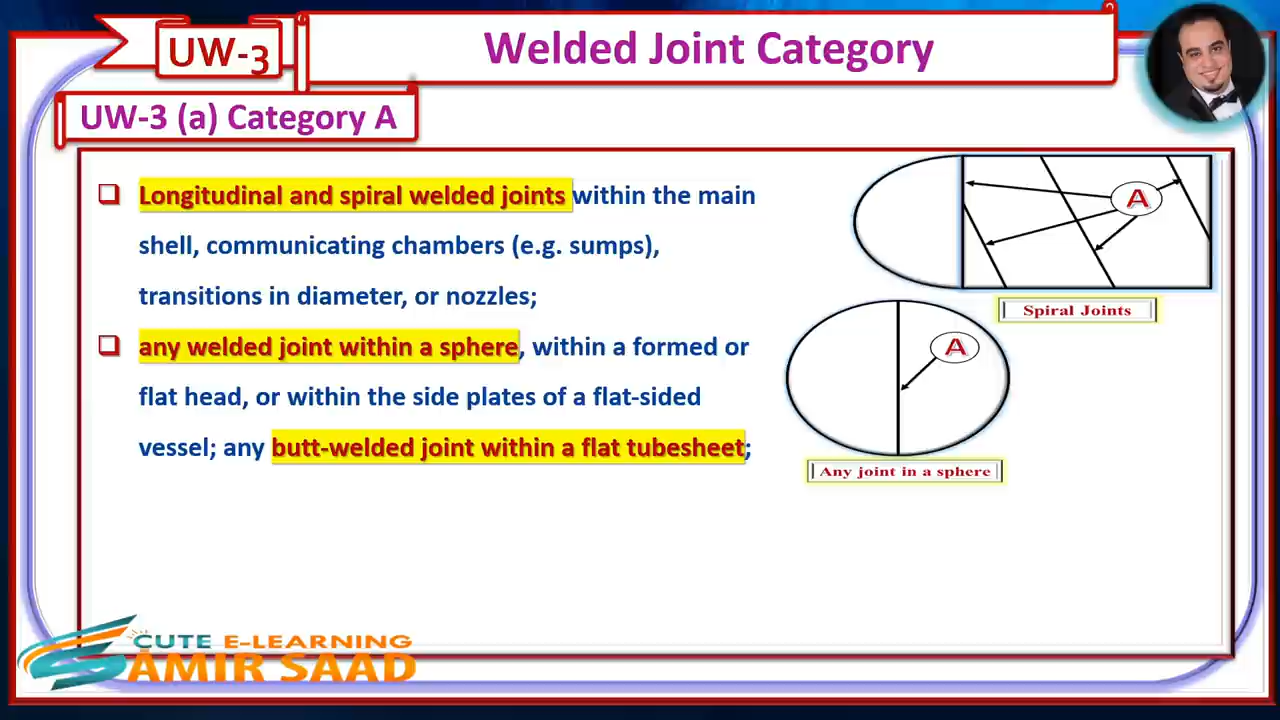 UW-3
Welded Joint Category
UW-3 (a) Category A
Longitudinal and spiral welded joints within the main
shell, communicating chambers (e.g. sumps),
transitions in diameter, or nozzles;
any welded joint within a sphere, within a formed or
flat head, or within the side plates of a flat-sided
vessel; any butt-welded joint within a flat tubesheet;
A
Spiral Joints
A
Any joint in a sphere
CUTE E-LEARNING
AMIR SAAD